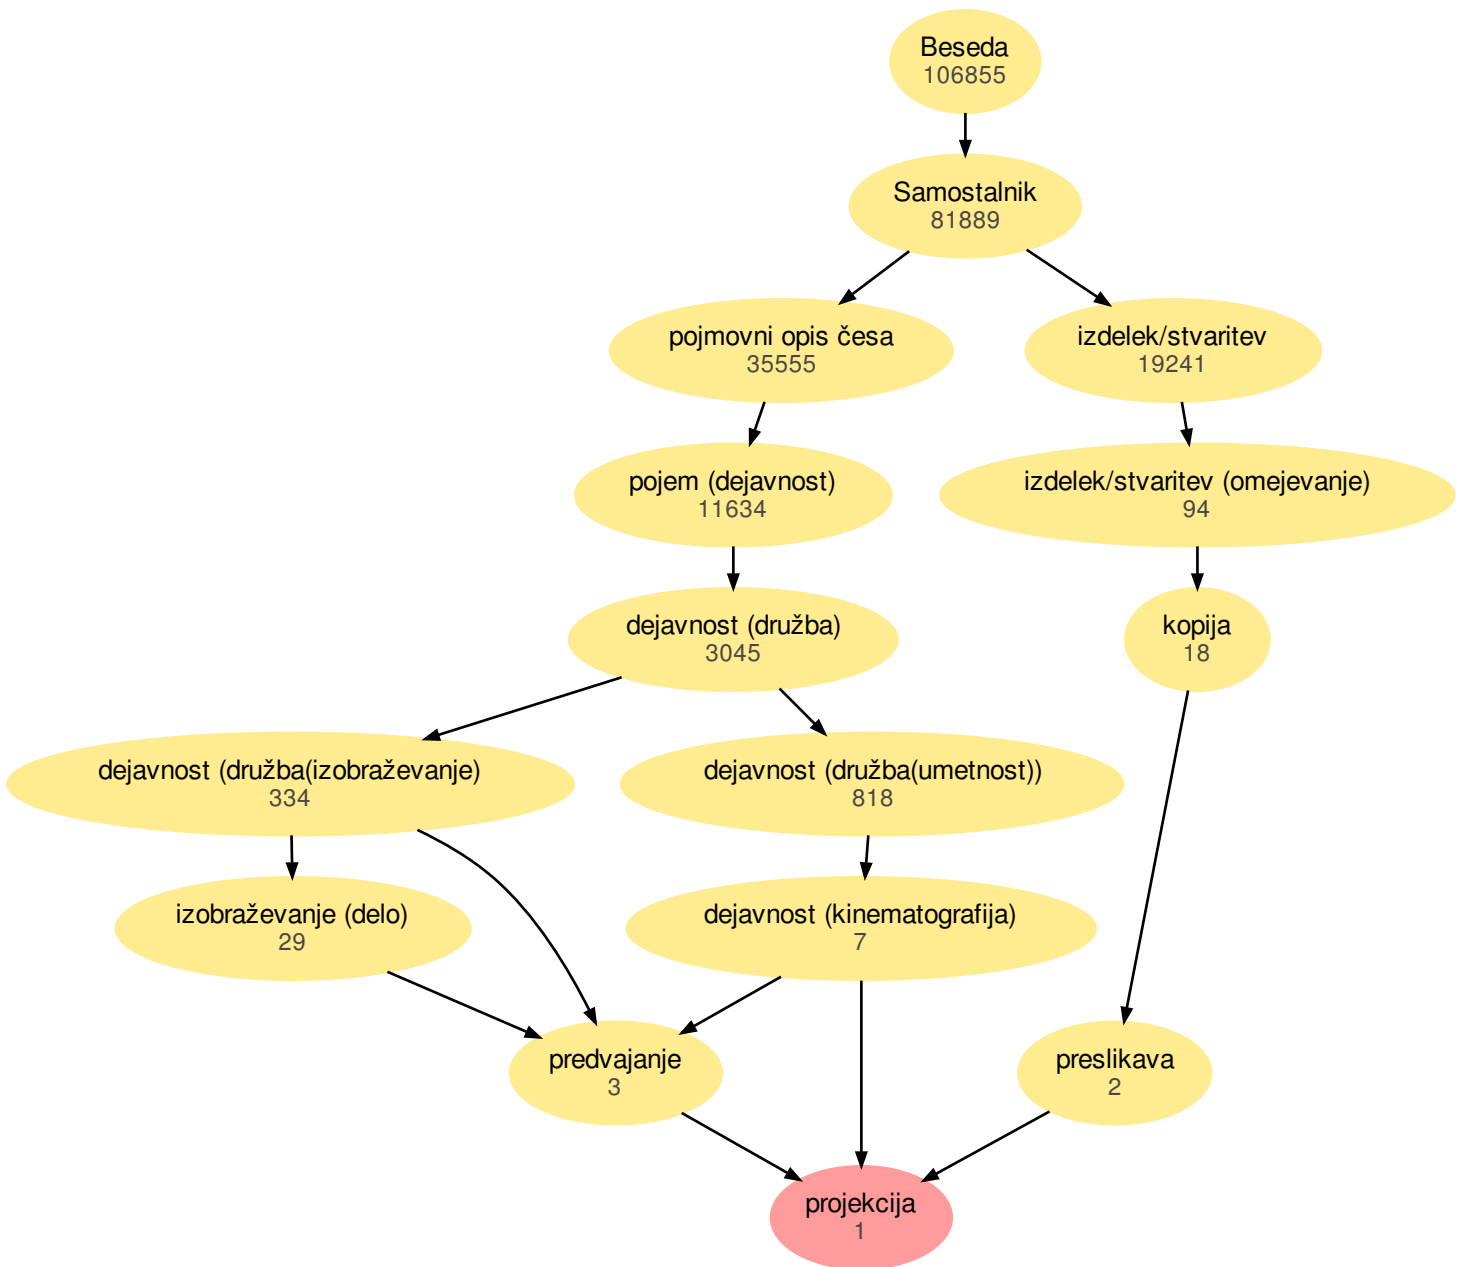 Beseda
106855
Samostalnik
81889
pojmovni opis česa
35555
izdelek/stvaritev
19241
pojem (dejavnost)
11634
izdelek/stvaritev (omejevanje)
94
dejavnost (družba)
3045
kopija
18
dejavnost (družba(izobraževanje)
334
dejavnost (družba(umetnost))
818
izobraževanje (delo)
29
dejavnost (kinematografija)
7
predvajanje
3
preslikava
2
projekcija
1